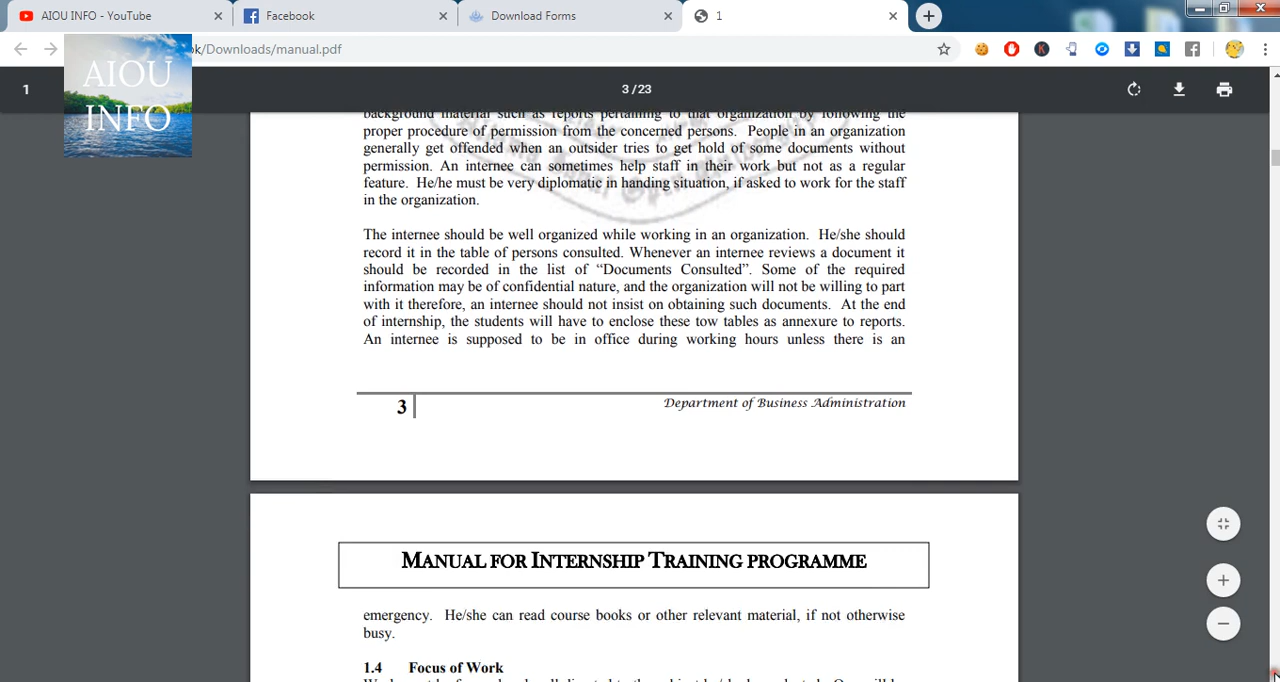 AIOU INFO - YouTube
Facebook
Download Forms
1
k/Downloads/manual.pdf
AIOU
INFO
1
3 / 23
background material such as reports pertaining to that organization by following the
proper procedure of permission from the concerned persons. People in an organization
generally get offended when an outsider tries to get hold of some documents without
permission. An internee can sometimes help staff in their work but not as a regular
feature. He/he must be very diplomatic in handing situation, if asked to work for the staff
in the organization.
The internee should be well organized while working in an organization. He/she should
record it in the table of persons consulted. Whenever an internee reviews a document it
should be recorded in the list of “Documents Consulted”. Some of the required
information may be of confidential nature, and the organization will not be willing to part
with it therefore, an internee should not insist on obtaining such documents. At the end
of internship, the students will have to enclose these tow tables as annexure to reports.
An internee is supposed to be in office during working hours unless there is an
3
Department of Business Administration
MANUAL FOR INTERNSHIP TRAINING PROGRAMME
emergency. He/she can read course books or other relevant material, if not otherwise
busy.
1.4 Focus of Work